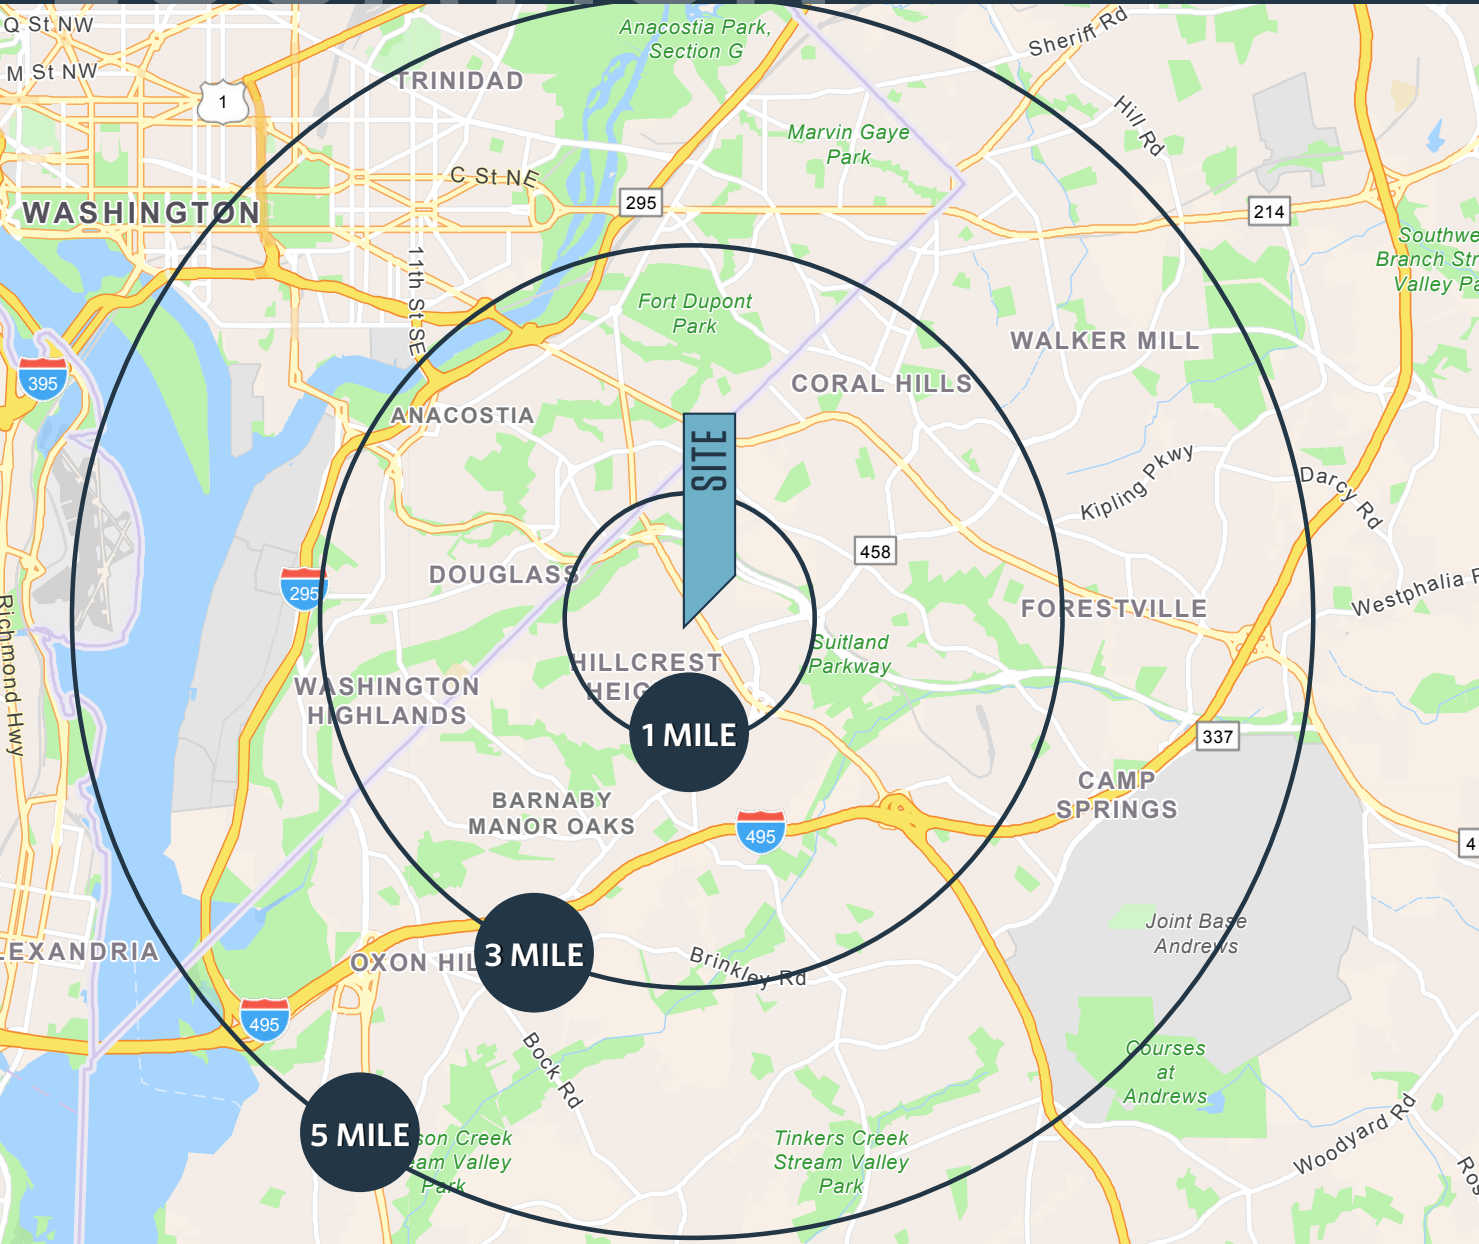 Q St NW
M St NW
1
TRINIDAD
Anacostia Park,
Section G
Sheriff Rd
Hill Rd
Marvin Gaye
Park
C St NE
295
214
WASHINGTON
11th St SE
Southwe
Branch Str
Valley Pa
Fort Dupont
Park
WALKER MILL
395
CORAL HILLS
ANACOSTIA
SITE
Kipling Pkwy
Darcy Rd
458
295
DOUGLASS
FORESTVILLE
Westphalia R
Richmond Hwy
HILLCREST
HEIG
Suitland
Parkway
WASHINGTON
HIGHLANDS
1 MILE
337
CAMP
SPRINGS
BARNABY
MANOR OAKS
495
4
Joint Base
Andrews
EXANDRIA
OXON HIL
3 MILE
Brinkley Rd
495
Bock Rd
Courses
at
Andrews
5 MILE
son Creek
eam Valley
Park
Tinkers Creek
Stream Valley
Park
Woodyard Rd
Ros